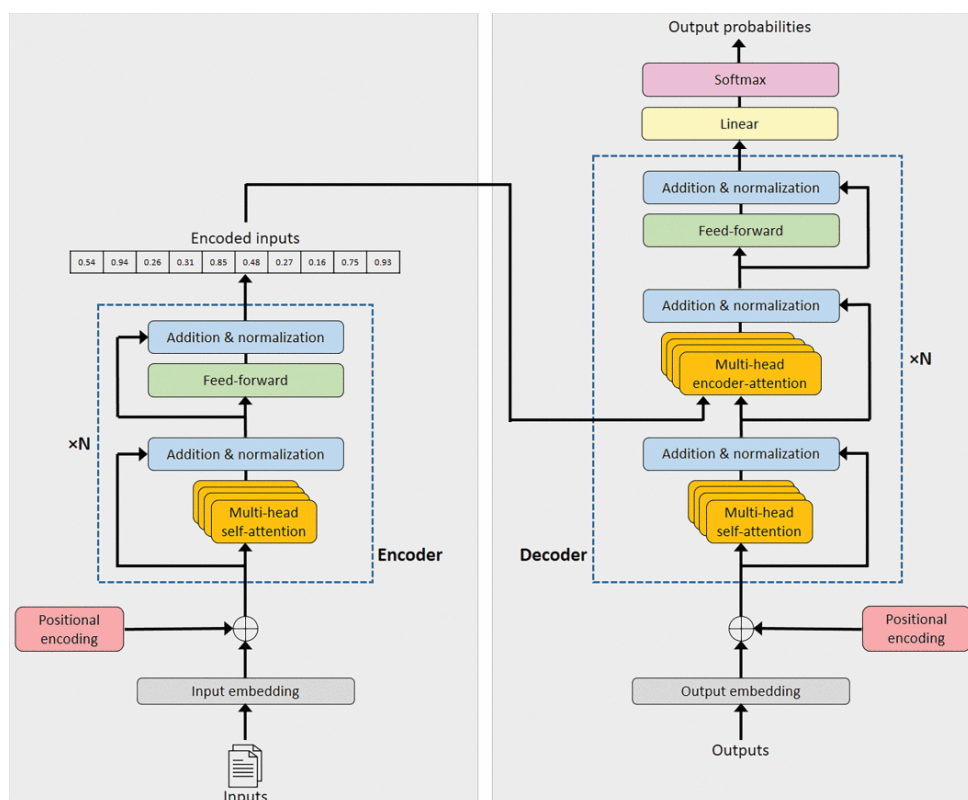 Output probabilities
Softmax
Linear
Addition & normalization
Feed-forward
Addition & normalization
Multi-head
encoder-attention
×N
Addition & normalization
Multi-head
self-attention
Decoder
Positional
encoding
Output embedding
Outputs
Encoded inputs
0.54 0.94 0.26 0.31 0.85 0.48 0.27 0.16 0.75 0.93
Addition & normalization
Feed-forward
×N
Addition & normalization
Multi-head
self-attention
Encoder
Positional
encoding
Input embedding
Inputs